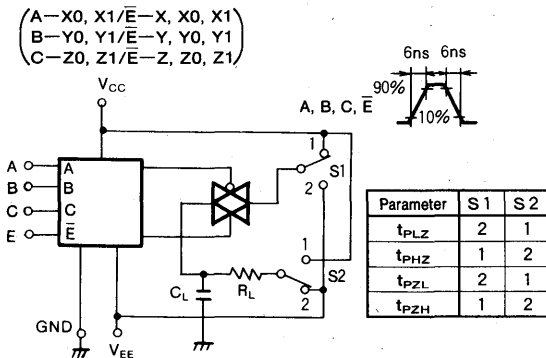 A—X0, X1/E̅—X, X0, X1
B—Y0, Y1/E̅—Y, Y0, Y1
C—Z0, Z1/E̅—Z, Z0, Z1
6ns 6ns
90%
10%
A, B, C, E̅
VCC
A
B
C
E
A
B
C
E̅
1
S1
2
1
S2
2
CL
RL
GND
VEE
Parameter S1 S2
tPLZ 2 1
tPHZ 1 2
tPZL 2 1
tPZH 1 2